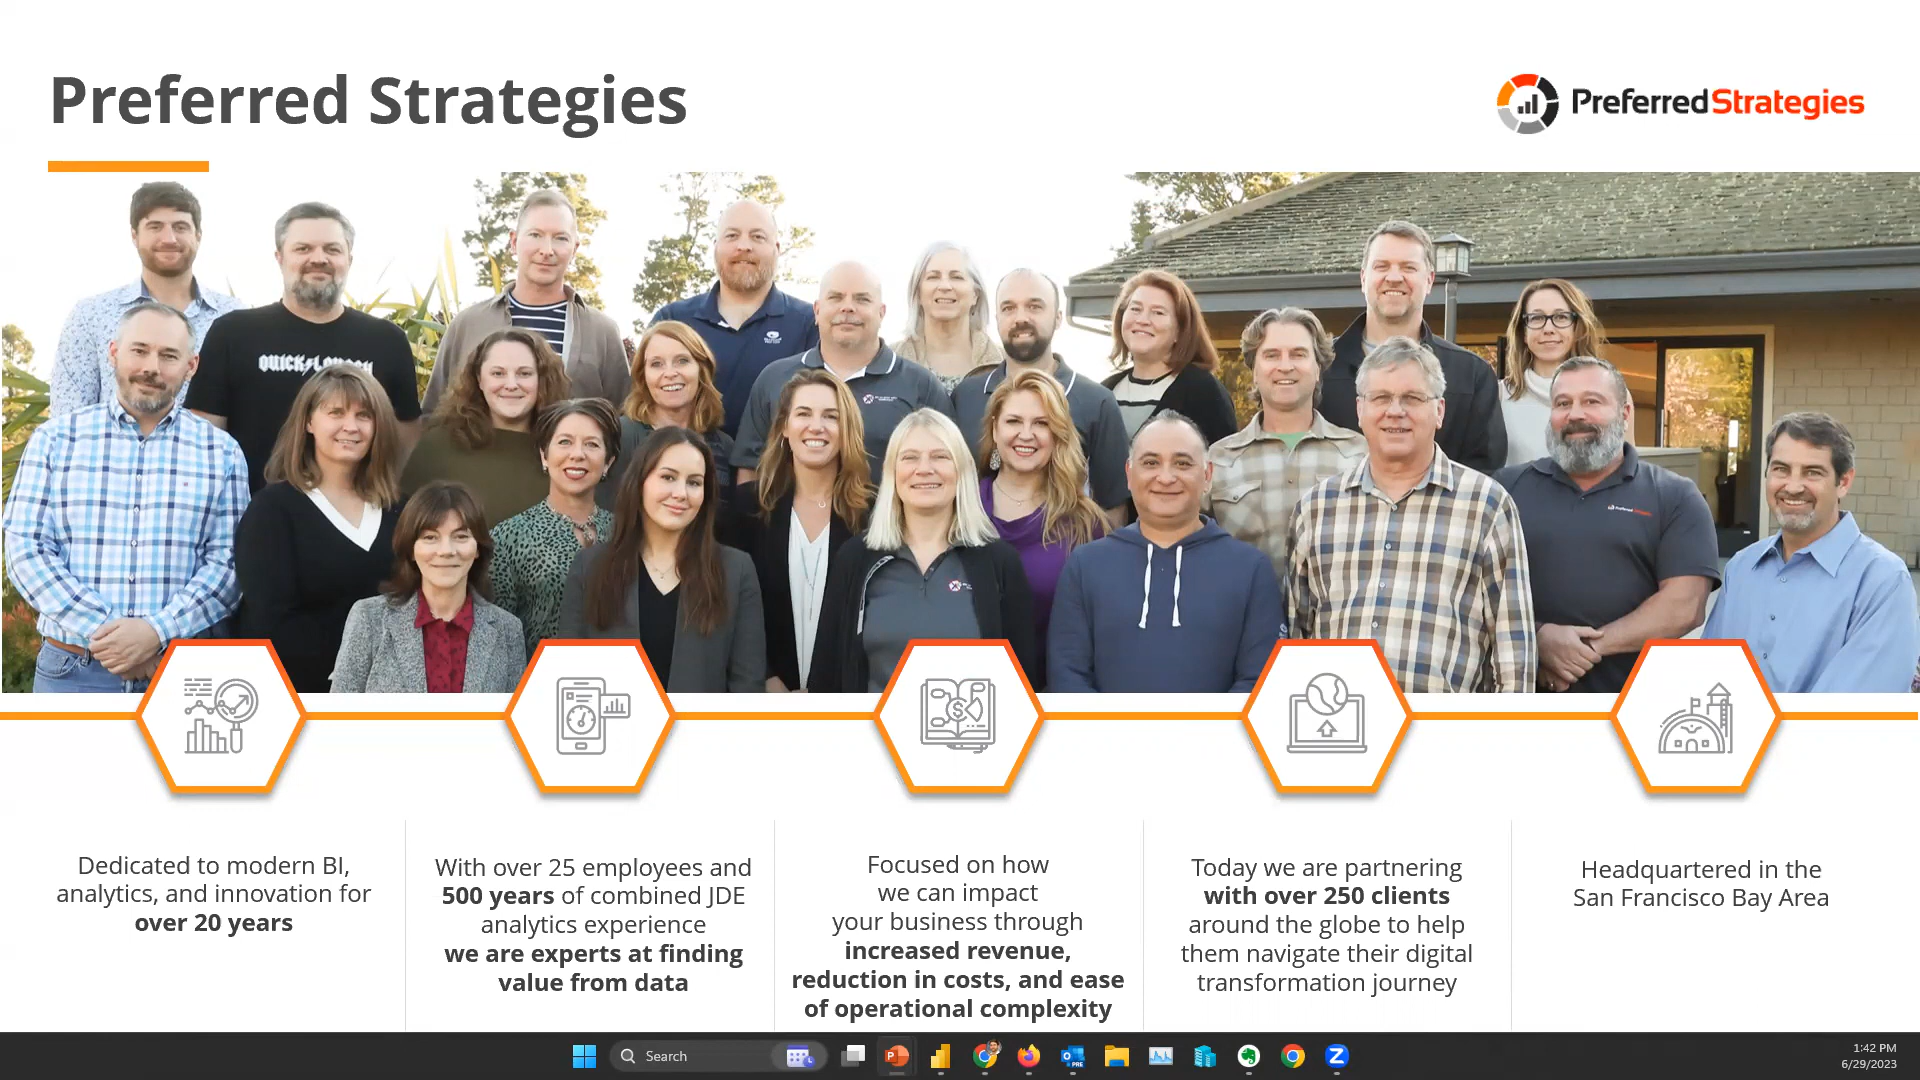 Preferred Strategies
PreferredStrategies
Dedicated to modern BI,
analytics, and innovation for
over 20 years
With over 25 employees and
500 years of combined JDE
analytics experience
we are experts at finding
value from data
Focused on how
we can impact
your business through
increased revenue,
reduction in costs, and ease
of operational complexity
Today we are partnering
with over 250 clients
around the globe to help
them navigate their digital
transformation journey
Headquartered in the
San Francisco Bay Area
Search
1:42 PM
6/29/2023